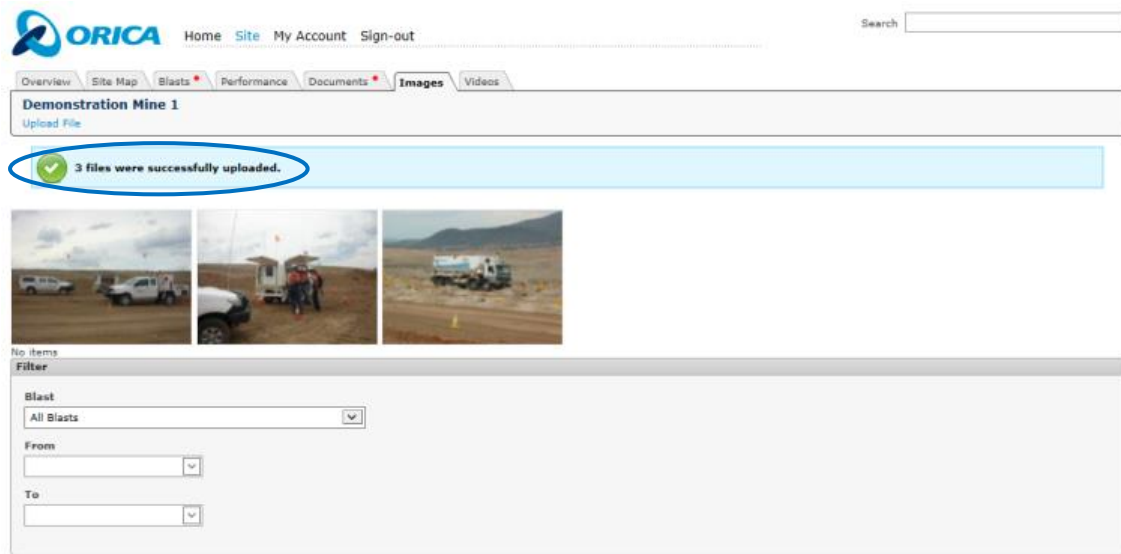 ORICA Home Site My Account Sign-out Search
Overview Site Map Blasts Performance Documents Images Videos
Demonstration Mine 1
Upload File
3 files were successfully uploaded.
No items
Filter
Blast
All Blasts
From
To